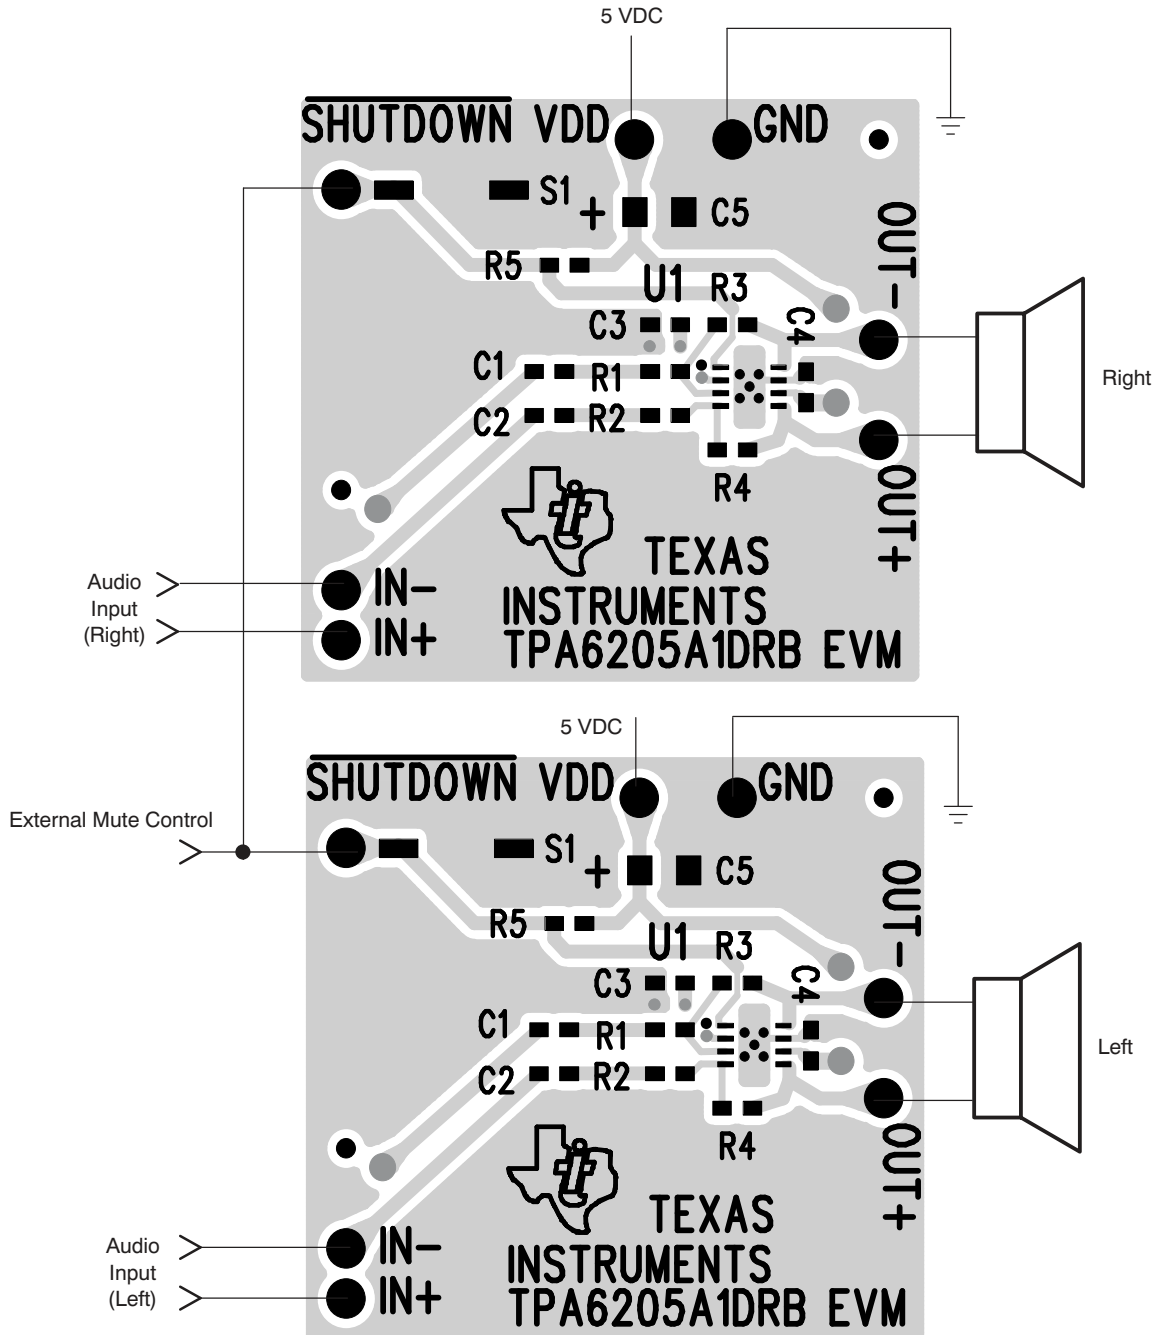 5 VDC
SHUTDOWN VDD GND
S1
+ C5
OUT-
R5
U1 R3
C3 C4
C1 R1
Right
C2 R2
R4
OUT+
TEXAS
Audio
Input
(Right)
IN-
INSTRUMENTS
IN+
TPA6205A1DRB EVM
5 VDC
SHUTDOWN VDD GND
External Mute Control
S1
+ C5
OUT-
R5
U1 R3
C3 C4
C1 R1
Left
C2 R2
R4
OUT+
TEXAS
Audio
Input
(Left)
IN-
INSTRUMENTS
IN+
TPA6205A1DRB EVM